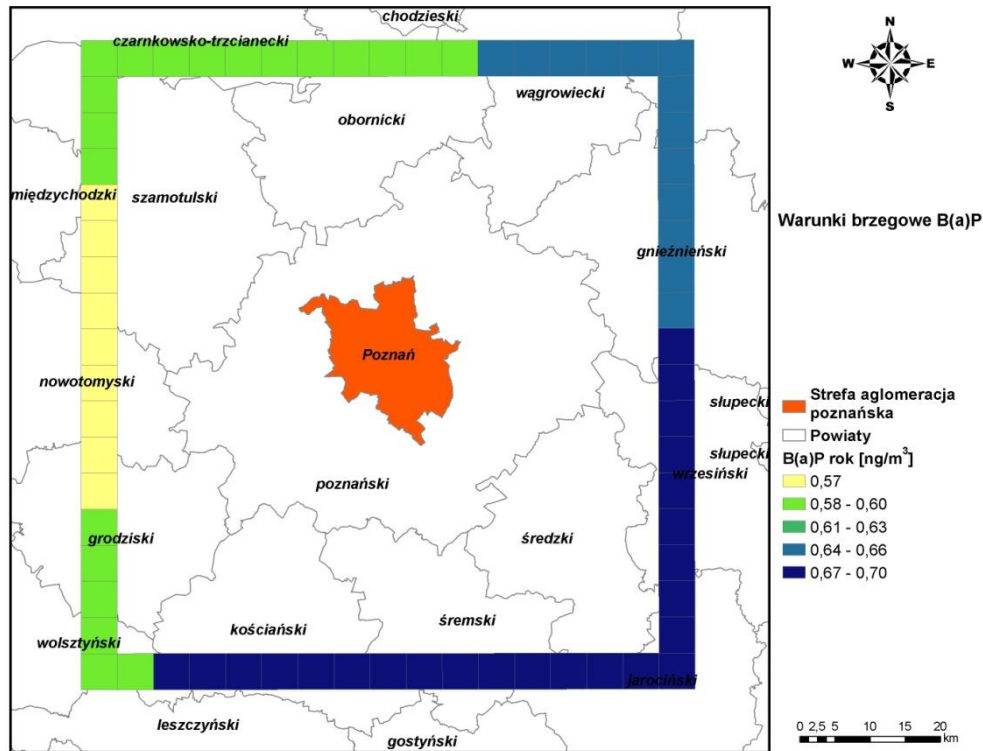 chodzieski
czarnkowsko-trzcianecki
wągrowiecki
obornicki
międzychodzki
szamotulski
gnieźnieński
Poznań
nowotomyski
słupecki
słupecki
wrzesiński
poznański
grodziski
średzki
kościański
śremski
wolsztyński
jarociński
leszczyński
gostyński
N
W
E
S
Warunki brzegowe B(a)P
Strefa aglomeracja
poznańska
Powiaty
B(a)P rok [ng/m³]
0,57
0,58 - 0,60
0,61 - 0,63
0,64 - 0,66
0,67 - 0,70
0 2,5 5 10 15 20
km